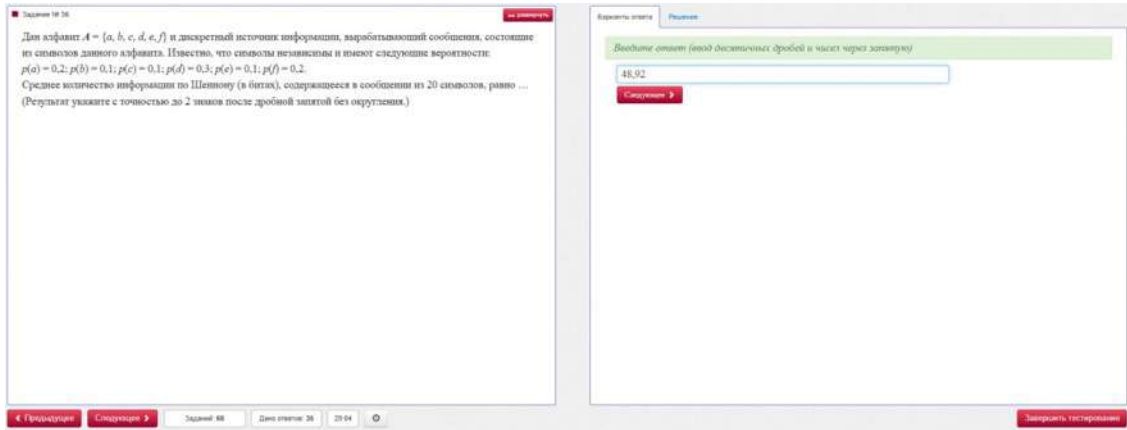 Задание № 36
развернуть
Дан алфавит A = {a, b, c, d, e, f} и дискретный источник информации, вырабатывающий сообщения, состоящие
из символов данного алфавита. Известно, что символы независимы и имеют следующие вероятности:
p(a) = 0,2; p(b) = 0,1; p(c) = 0,1; p(d) = 0,3; p(e) = 0,1; p(f) = 0,2.
Среднее количество информации по Шеннону (в битах), содержащееся в сообщении из 20 символов, равно …
(Результат укажите с точностью до 2 знаков после дробной запятой без округления.)
Варианты ответа
Решение
Введите ответ (ввод десятичных дробей и чисел через запятую)
48,92
Следующее
Предыдущее
Следующее
Заданий: 68
Дано ответов: 36
Завершить тестирование